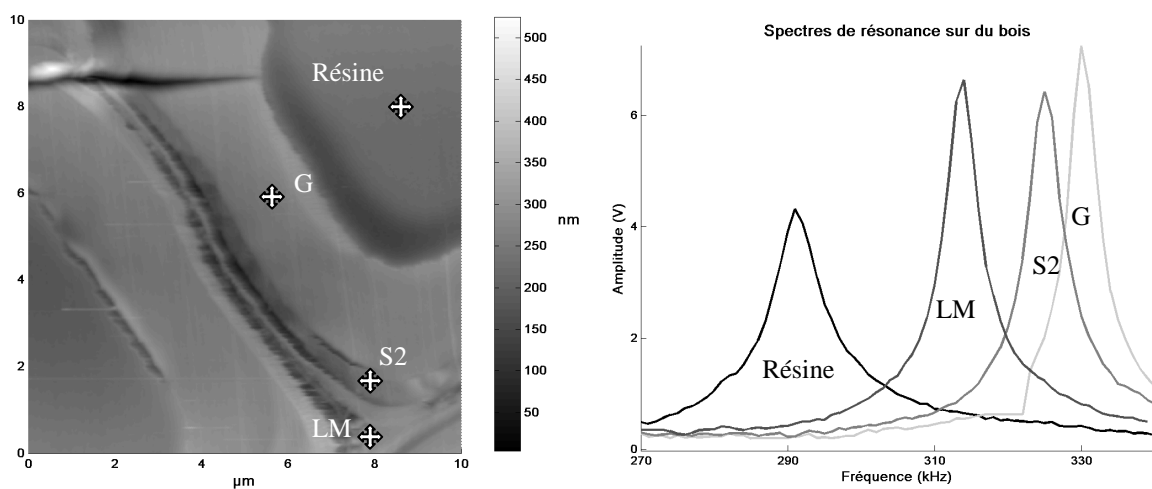 10
8
6
4
2
0
0
2
4
6
8
10
µm
Résine
G
S2
LM
500
450
400
350
300
250
200
150
100
50
nm
Spectres de résonance sur du bois
Amplitude (V)
6
4
2
0
270
290
310
330
Fréquence (kHz)
Résine
LM
S2
G